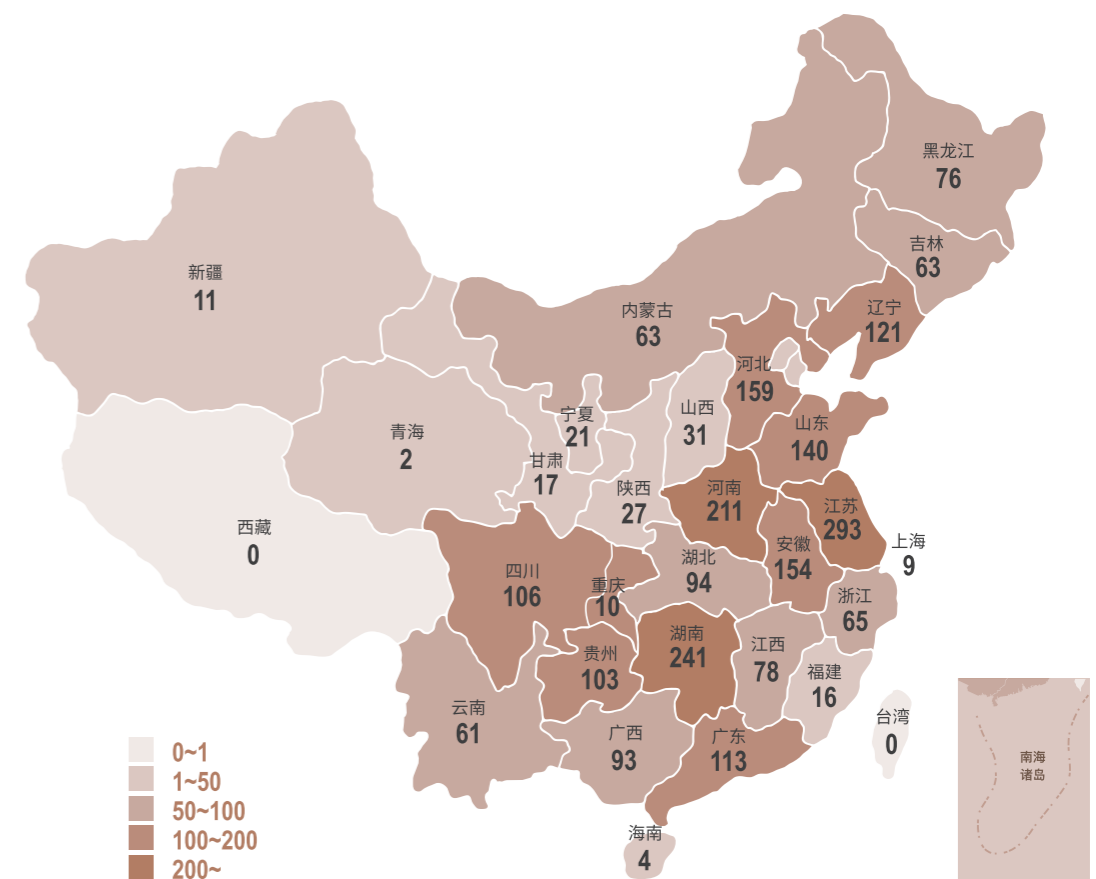 黑龙江
76
吉林
63
新疆
11
内蒙古
63
辽宁
121
河北
159
宁夏
21
山西
31
山东
140
青海
2
甘肃
17
陕西
27
河南
211
江苏
293
西藏
0
上海
9
安徽
154
湖北
94
四川
106
重庆
10
浙江
65
湖南
241
江西
78
贵州
103
福建
16
云南
61
台湾
0
广西
93
广东
113
海南
4
南海
诸岛
0~1
1~50
50~100
100~200
200~